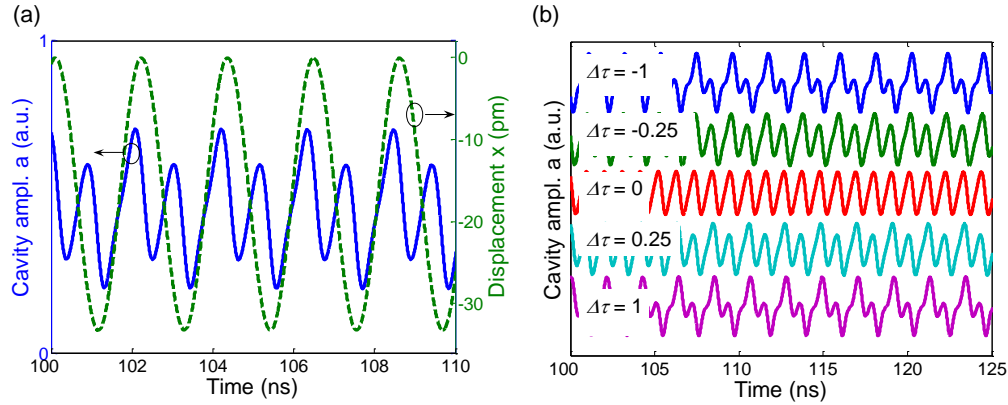 (a)
(b)
1
0
Cavity ampl. a (a.u.)
0
-10
-20
-30
Displacement x (pm)
100
102
104
106
108
110
Time (ns)
Cavity ampl. a (a.u.)
Δτ = -1
Δτ = -0.25
Δτ = 0
Δτ = 0.25
Δτ = 1
100
105
110
115
120
125
Time (ns)